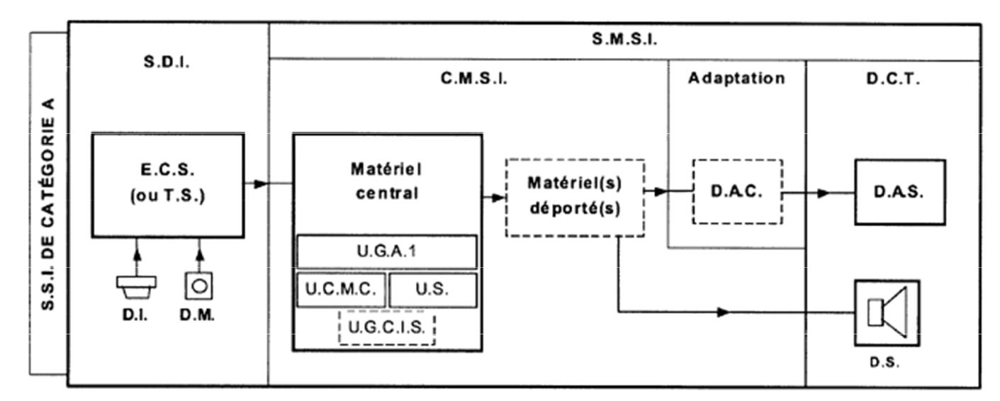 S.S.I. DE CATÉGORIE A
S.D.I.
S.M.S.I.
C.M.S.I.
Adaptation
D.C.T.
E.C.S.
(ou T.S.)
D.I.
D.M.
Matériel
central
U.G.A.1
U.C.M.C.
U.S.
U.G.C.I.S.
Matériel(s)
déporté(s)
D.A.C.
D.A.S.
D.S.